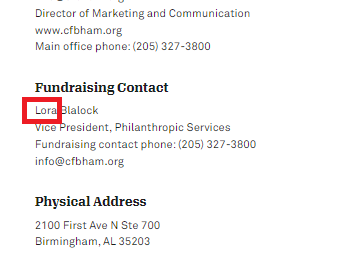 Director of Marketing and Communication
www.cfbham.org
Main office phone: (205) 327-3800
Fundraising Contact
Lora Blalock
Vice President, Philanthropic Services
Fundraising contact phone: (205) 327-3800
info@cfbham.org
Physical Address
2100 First Ave N Ste 700
Birmingham, AL 35203